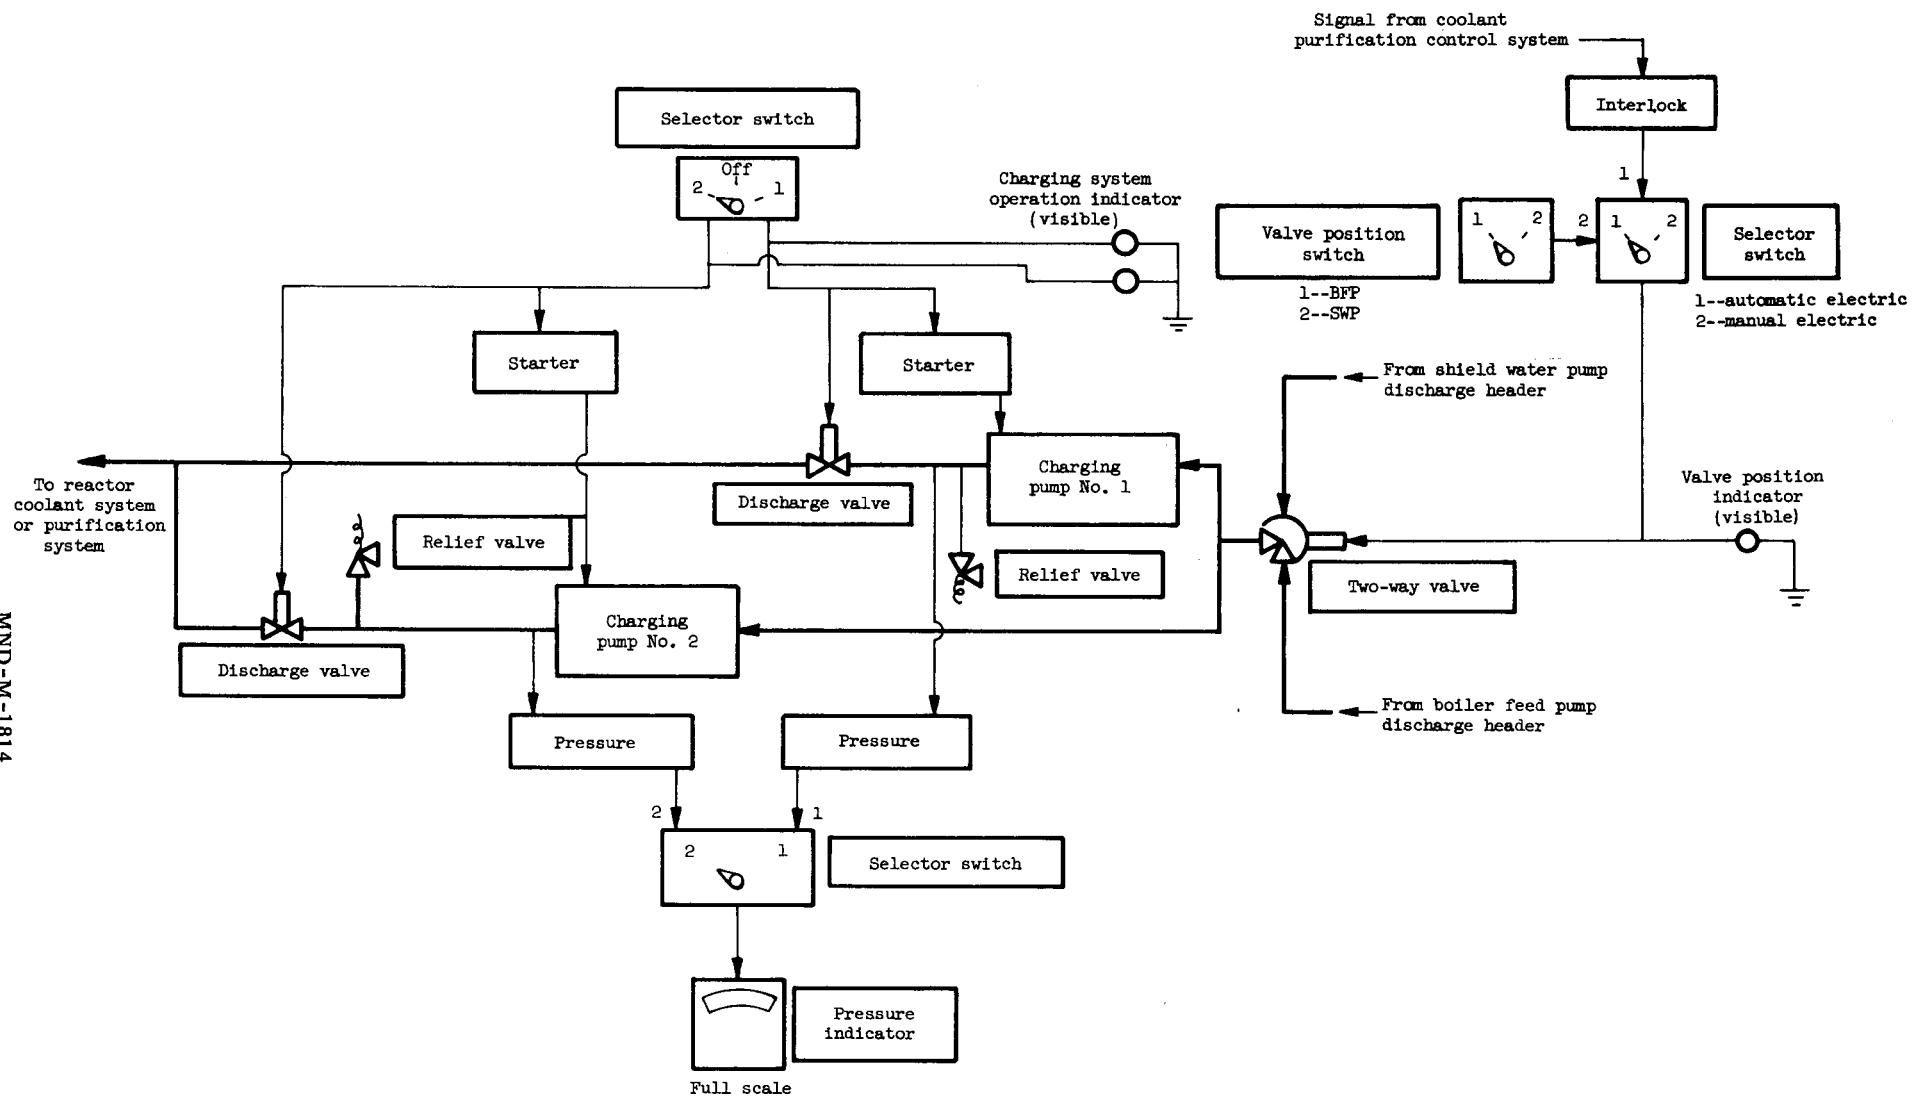 Signal from coolant
purification control system
Interlock
Selector switch
Off
2
1
Charging system
operation indicator
(visible)
1
Valve position
switch
1--BFP
2--SWP
1
2
2
1
2
Selector
switch
1--automatic electric
2--manual electric
Starter
Starter
From shield water pump
discharge header
To reactor
coolant system
or purification
system
Relief valve
Discharge valve
Charging
pump No. 1
Relief valve
Valve position
indicator
(visible)
Two-way valve
Discharge valve
Charging
pump No. 2
From boiler feed pump
discharge header
Pressure
Pressure
2
1
2
1
Selector switch
Pressure
indicator
Full scale
MND-M-1814